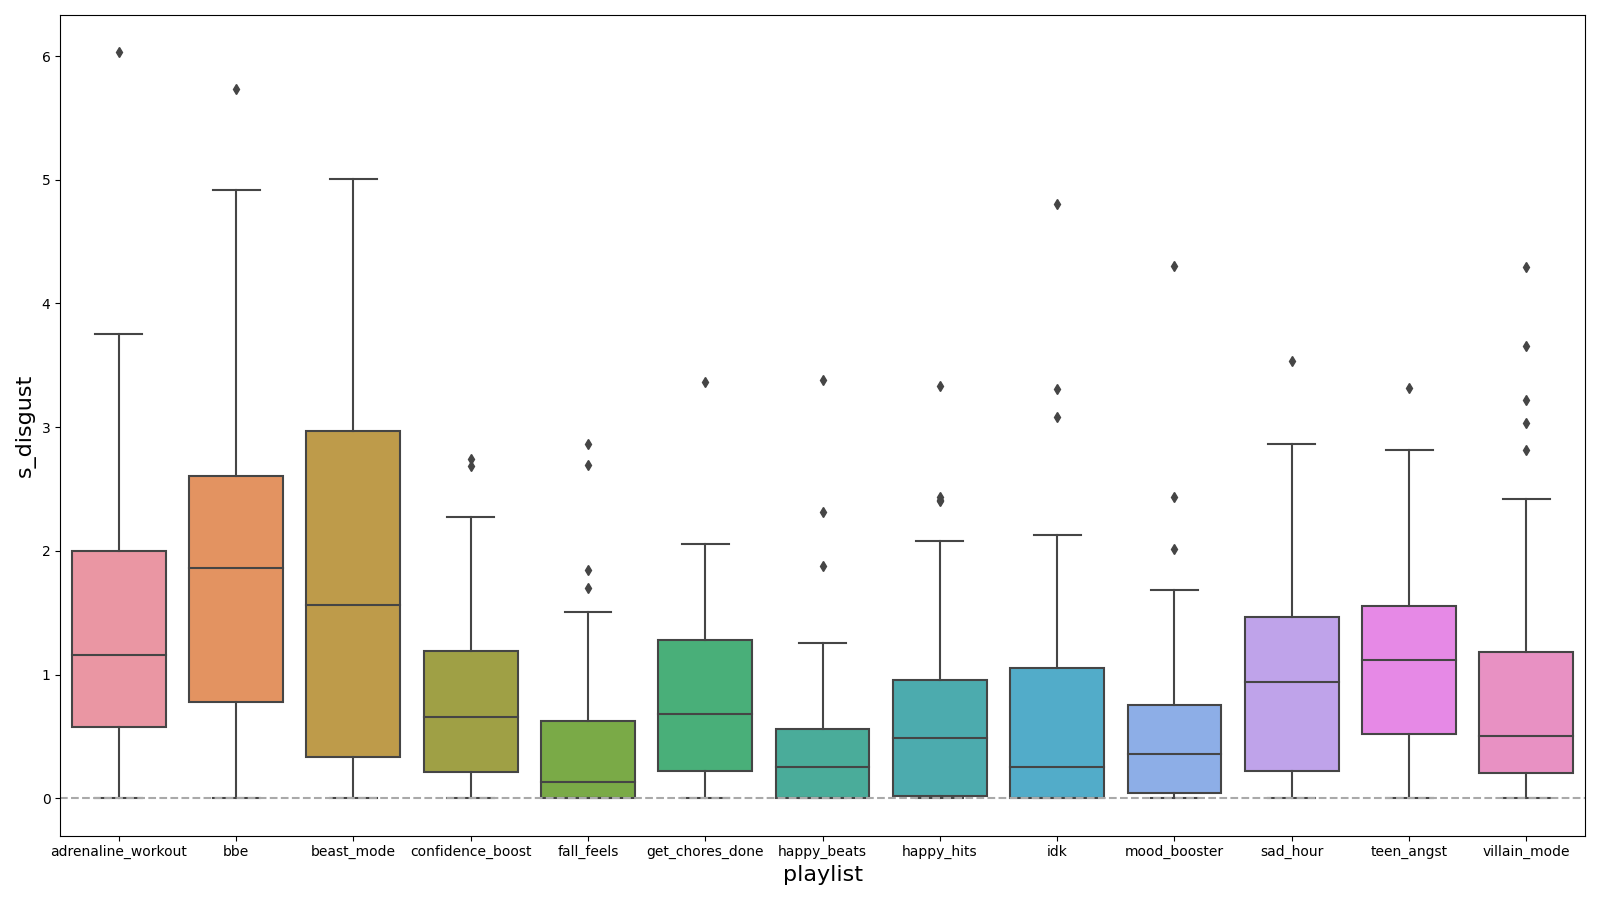 6
5
4
3
2
1
0
s_disgust
adrenaline_workout bbe beast_mode confidence_boost fall_feels get_chores_done happy_beats happy_hits idk mood_booster sad_hour teen_angst villain_mode
playlist